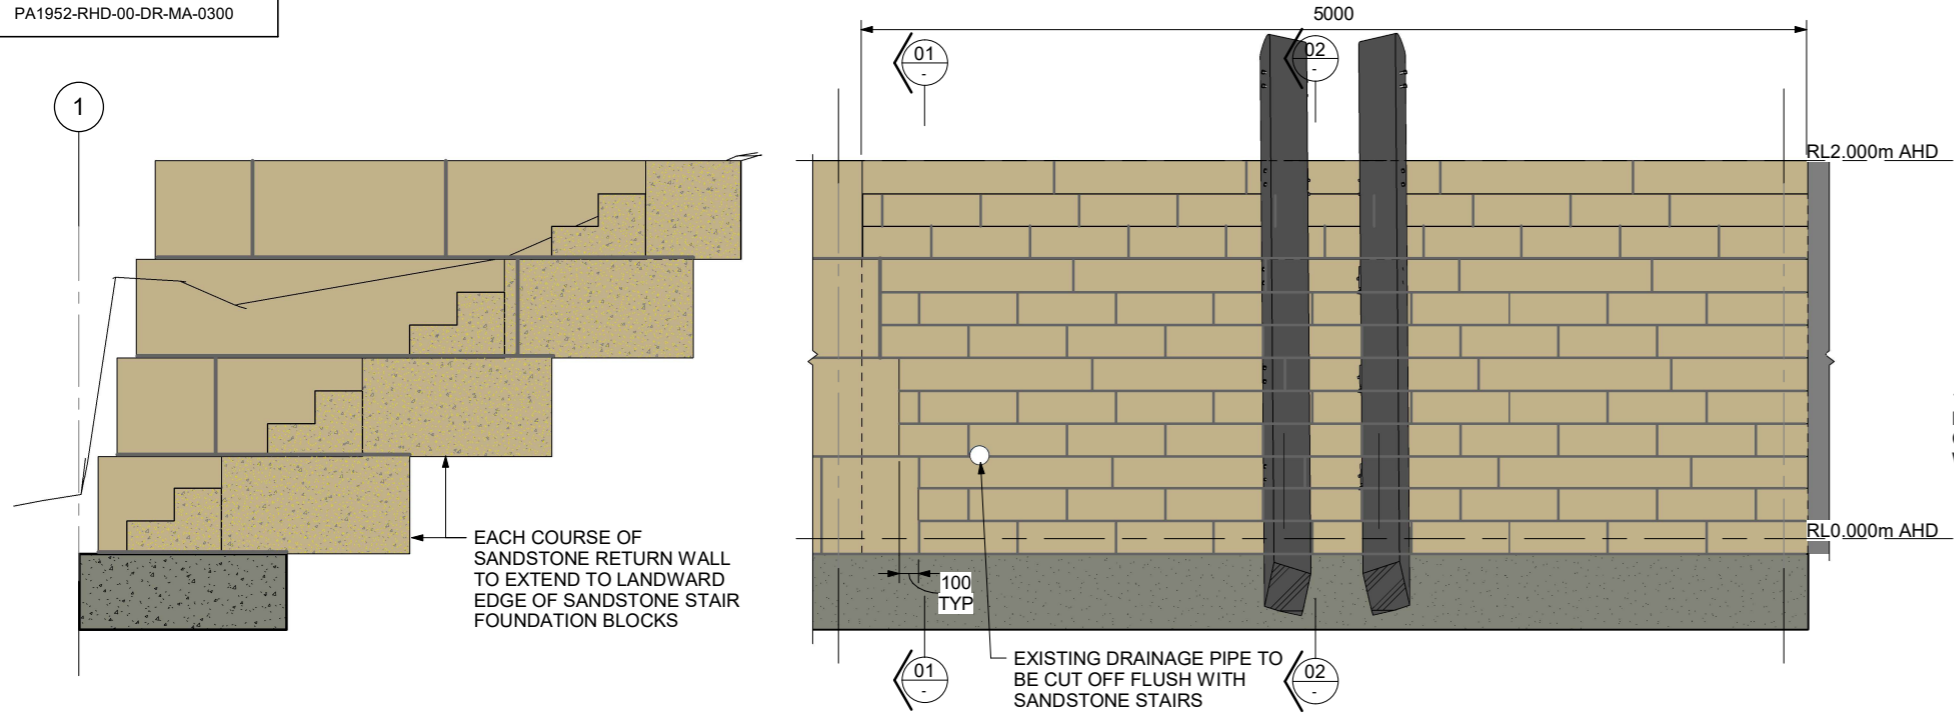 PA1952-RHD-00-DR-MA-0300
1
EACH COURSE OF
SANDSTONE RETURN WALL
TO EXTEND TO LANDWARD
EDGE OF SANDSTONE STAIR
FOUNDATION BLOCKS
5000
01
-
02
-
RL2.000m AHD
RL0.000m AHD
100
TYP
01
-
EXISTING DRAINAGE PIPE TO
BE CUT OFF FLUSH WITH
SANDSTONE STAIRS
02
-